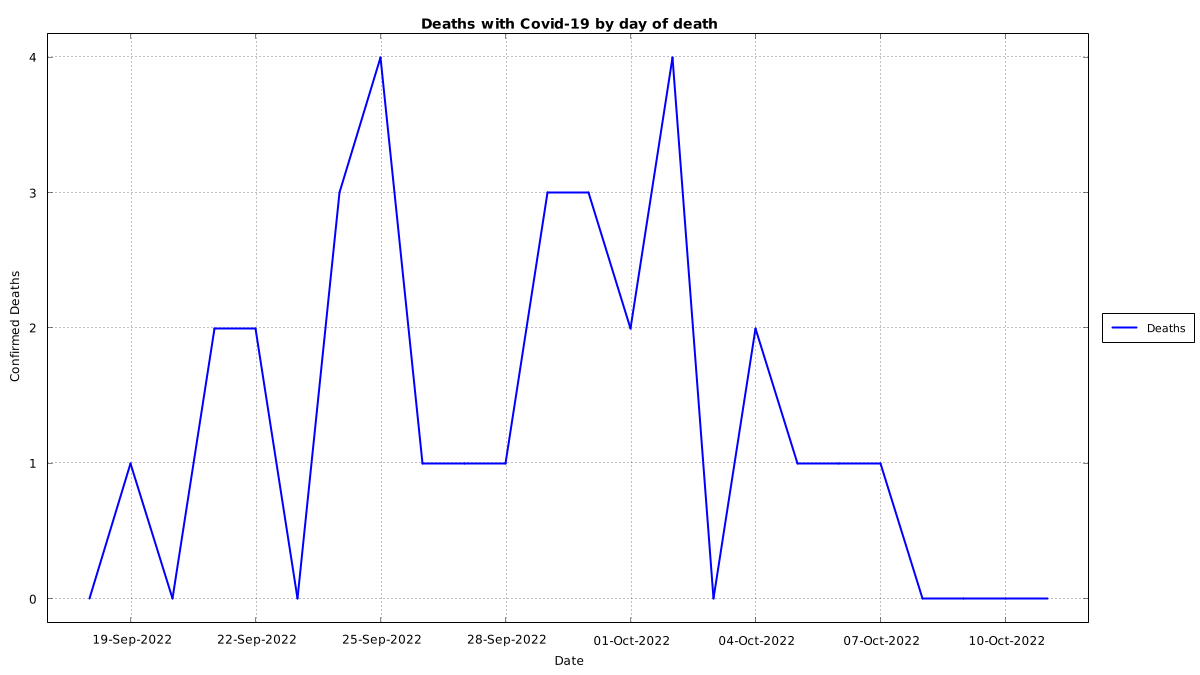 Deaths with Covid-19 by day of death
4
3
2
1
0
Confirmed Deaths
19-Sep-2022
22-Sep-2022
25-Sep-2022
28-Sep-2022
01-Oct-2022
04-Oct-2022
07-Oct-2022
10-Oct-2022
Date
Deaths